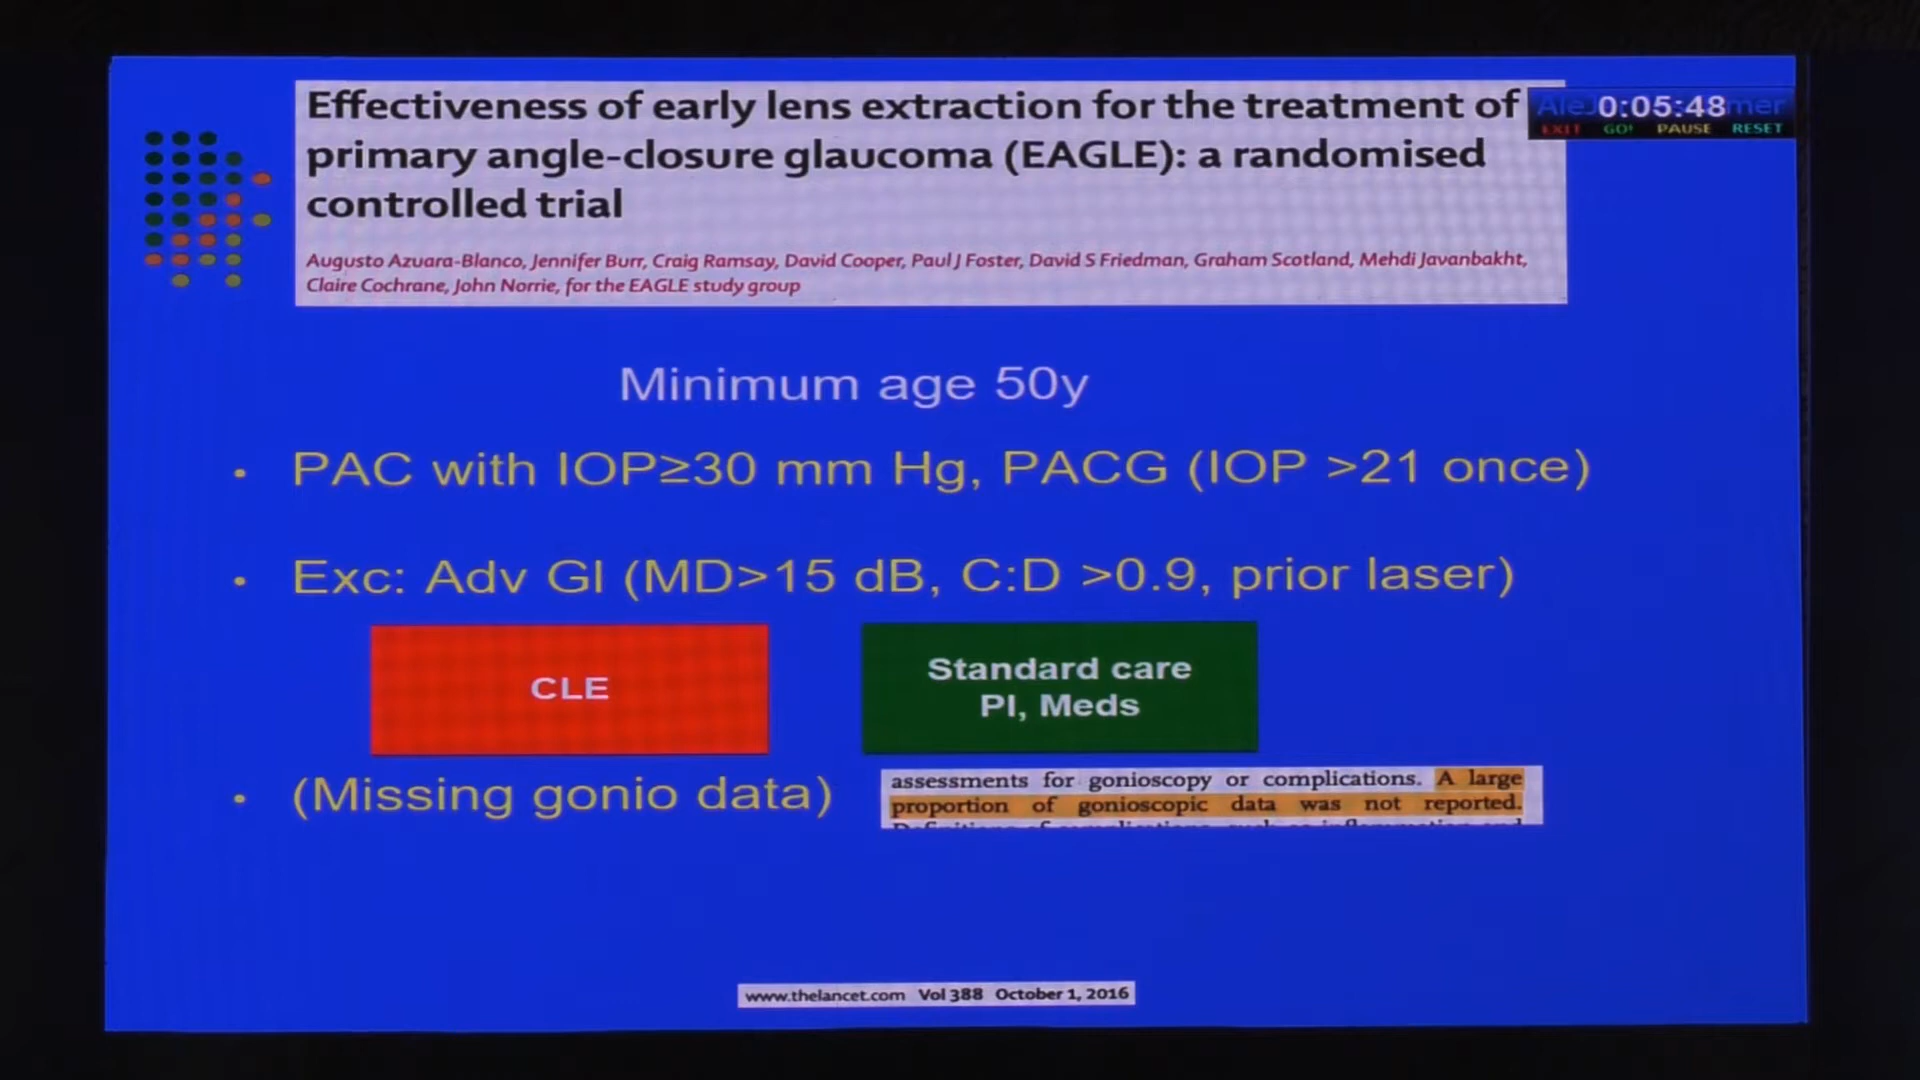 Effectiveness of early lens extraction for the treatment of
primary angle-closure glaucoma (EAGLE): a randomised
controlled trial
Augusto Azuara-Blanco, Jennifer Burr, Craig Ramsay, David Cooper, Paul J Foster, David S Friedman, Graham Scotland, Mehdi Javanbakht,
Claire Cochrane, John Norrie, for the EAGLE study group
0:05:48
EXIT GO! PAUSE RESET
Minimum age 50y
• PAC with IOP≥30 mm Hg, PACG (IOP >21 once)
• Exc: Adv Gl (MD>15 dB, C:D >0.9, prior laser)
CLE
Standard care
PI, Meds
• (Missing gonio data)
assessments for gonioscopy or complications. A large
proportion of gonioscopic data was not reported.
www.thelancet.com Vol 388 October 1, 2016